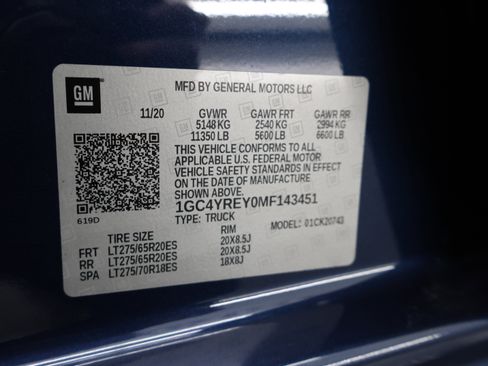 GM
MFD BY GENERAL MOTORS LLC
11/20 GVWR GAWR FRT GAWR RR
5148 KG 2540 KG 2994 KG
11350 LB 5600 LB 6600 LB
THIS VEHICLE CONFORMS TO ALL
APPLICABLE U.S. FEDERAL MOTOR
VEHICLE SAFETY STANDARDS IN
EFFECT ON THE DATE OF MANUFACTURE
SHOWN ABOVE.
1GC4YREY0MF143451
619D TYPE: TRUCK MODEL: 01CK20743
TIRE SIZE RIM
FRT LT275/65R20ES 20X8.5J
RR LT275/65R20ES 20X8.5J
SPA LT275/70R18ES 18X8J